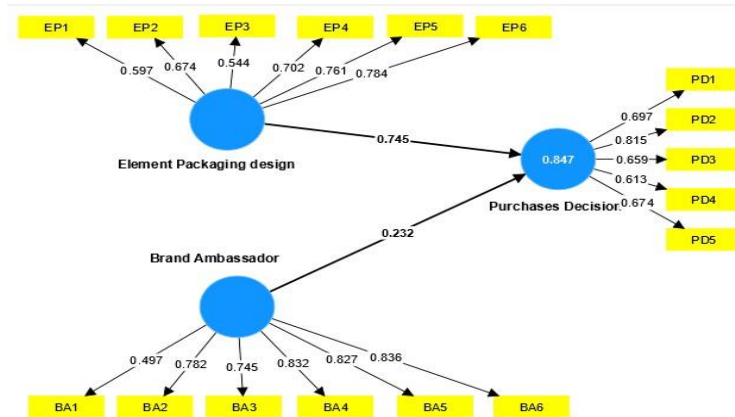 EP1 EP2 EP3 EP4 EP5 EP6
0.597 0.674 0.544 0.702 0.761 0.784
Element Packaging design
0.745
0.847
Purchases Decision
0.697
0.815
0.659
0.613
0.674
PD1
PD2
PD3
PD4
PD5
0.232
Brand Ambassador
0.497 0.782 0.745 0.832 0.827 0.836
BA1 BA2 BA3 BA4 BA5 BA6